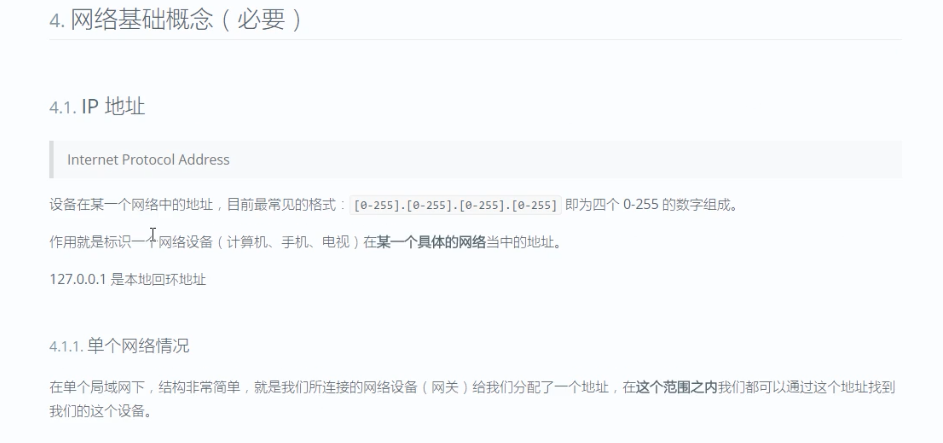 4. 网络基础概念（必要）
4.1. IP 地址
Internet Protocol Address
设备在某一个网络中的地址，目前最常见的格式：[0-255].[0-255].[0-255].[0-255] 即为四个 0-255 的数字组成。
作用就是标识一个网络设备（计算机、手机、电视）在某一个具体的网络当中的地址。
127.0.0.1 是本地回环地址
4.1.1. 单个网络情况
在单个局域网下，结构非常简单，就是我们所连接的网络设备（网关）给我们分配了一个地址，在这个范围之内我们都可以通过这个地址找到
我们的这个设备。